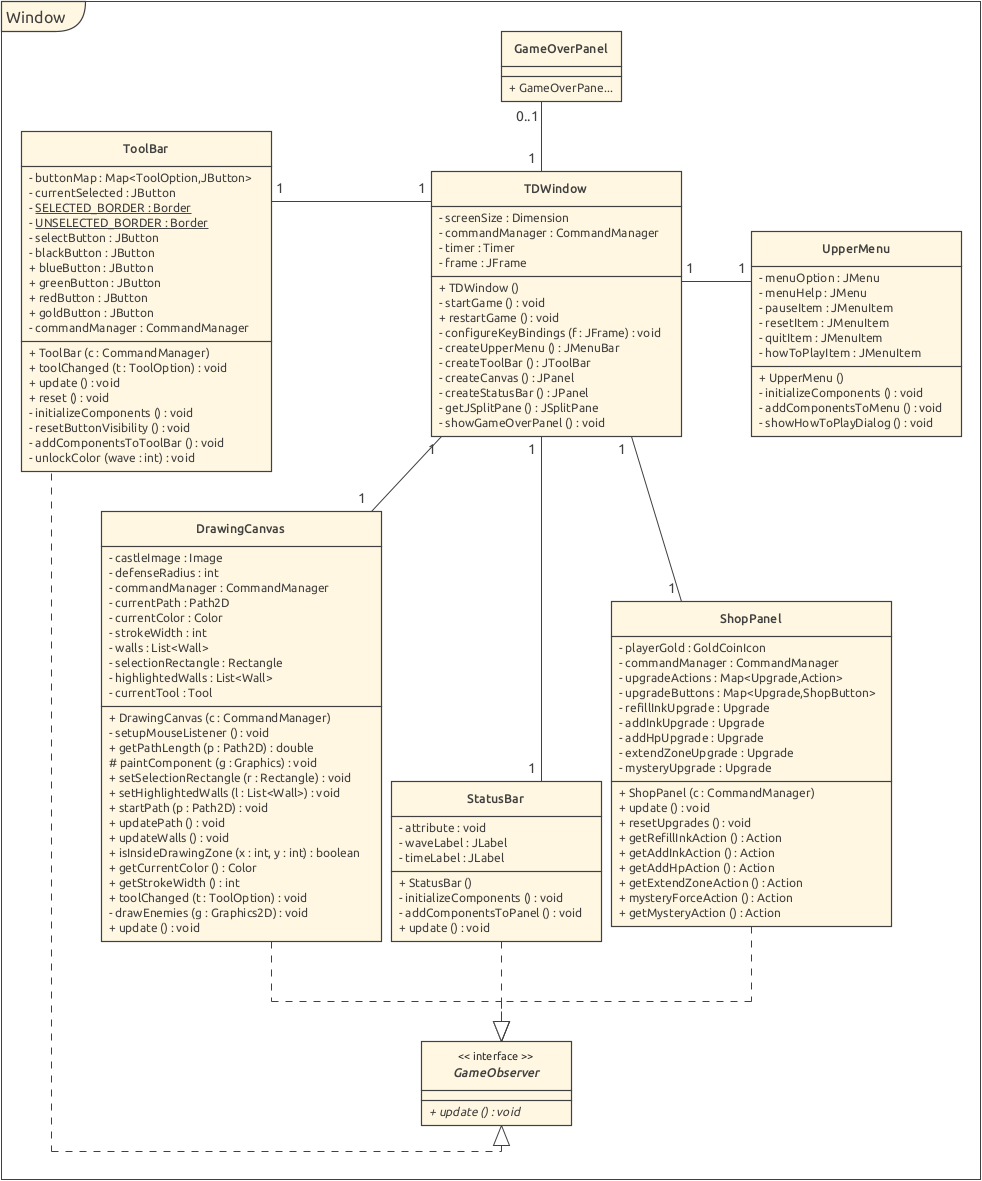 Window
GameOverPanel
+ GameOverPane...
0..1
1
ToolBar
- buttonMap : Map<ToolOption,JButton>
- currentSelected : JButton
- SELECTED_BORDER : Border
- UNSELECTED_BORDER : Border
- selectButton : JButton
- blackButton : JButton
+ blueButton : JButton
+ greenButton : JButton
+ redButton : JButton
+ goldButton : JButton
- commandManager : CommandManager
+ ToolBar (c : CommandManager)
+ toolChanged (t : ToolOption) : void
+ update () : void
+ reset () : void
- initializeComponents () : void
- resetButtonVisibility () : void
- addComponentsToToolBar () : void
- unlockColor (wave : int) : void
1
1
TDWindow
- screenSize : Dimension
- commandManager : CommandManager
- timer : Timer
- frame : JFrame
+ TDWindow ()
- startGame () : void
+ restartGame () : void
- configureKeyBindings (f : JFrame) : void
- createUpperMenu () : JMenuBar
- createToolBar () : JToolBar
- createCanvas () : JPanel
- createStatusBar () : JPanel
- getJSplitPane () : JSplitPane
- showGameOverPanel () : void
1
1
UpperMenu
- menuOption : JMenu
- menuHelp : JMenu
- pauseItem : JMenuItem
- resetItem : JMenuItem
- quitItem : JMenuItem
- howToPlayItem : JMenuItem
+ UpperMenu ()
- initializeComponents () : void
- addComponentsToMenu () : void
- showHowToPlayDialog () : void
1
1
1
1
DrawingCanvas
- castleImage : Image
- defenseRadius : int
- commandManager : CommandManager
- currentPath : Path2D
- currentColor : Color
- strokeWidth : int
- walls : List<Wall>
- selectionRectangle : Rectangle
- highlightedWalls : List<Wall>
- currentTool : Tool
+ DrawingCanvas (c : CommandManager)
- setupMouseListener () : void
+ getPathLength (p : Path2D) : double
# paintComponent (g : Graphics) : void
+ setSelectionRectangle (r : Rectangle) : void
+ setHighlightedWalls (l : List<Wall>) : void
+ startPath (p : Path2D) : void
+ updatePath () : void
+ updateWalls () : void
+ isInsideDrawingZone (x : int, y : int) : boolean
+ getCurrentColor () : Color
+ getStrokeWidth () : int
+ toolChanged (t : ToolOption) : void
- drawEnemies (g : Graphics2D) : void
+ update () : void
1
StatusBar
- attribute : void
- waveLabel : JLabel
- timeLabel : JLabel
+ StatusBar ()
- initializeComponents () : void
- addComponentsToPanel () : void
+ update () : void
1
ShopPanel
- playerGold : GoldCoinIcon
- commandManager : CommandManager
- upgradeActions : Map<Upgrade,Action>
- upgradeButtons : Map<Upgrade,ShopButton>
- refillInkUpgrade : Upgrade
- addInkUpgrade : Upgrade
- addHpUpgrade : Upgrade
- extendZoneUpgrade : Upgrade
- mysteryUpgrade : Upgrade
+ ShopPanel (c : CommandManager)
+ update () : void
+ resetUpgrades () : void
+ getRefillInkAction () : Action
+ getAddInkAction () : Action
+ getAddHpAction () : Action
+ getExtendZoneAction () : Action
+ mysteryForceAction () : Action
+ getMysteryAction () : Action
<< interface >>
GameObserver
+ update () : void